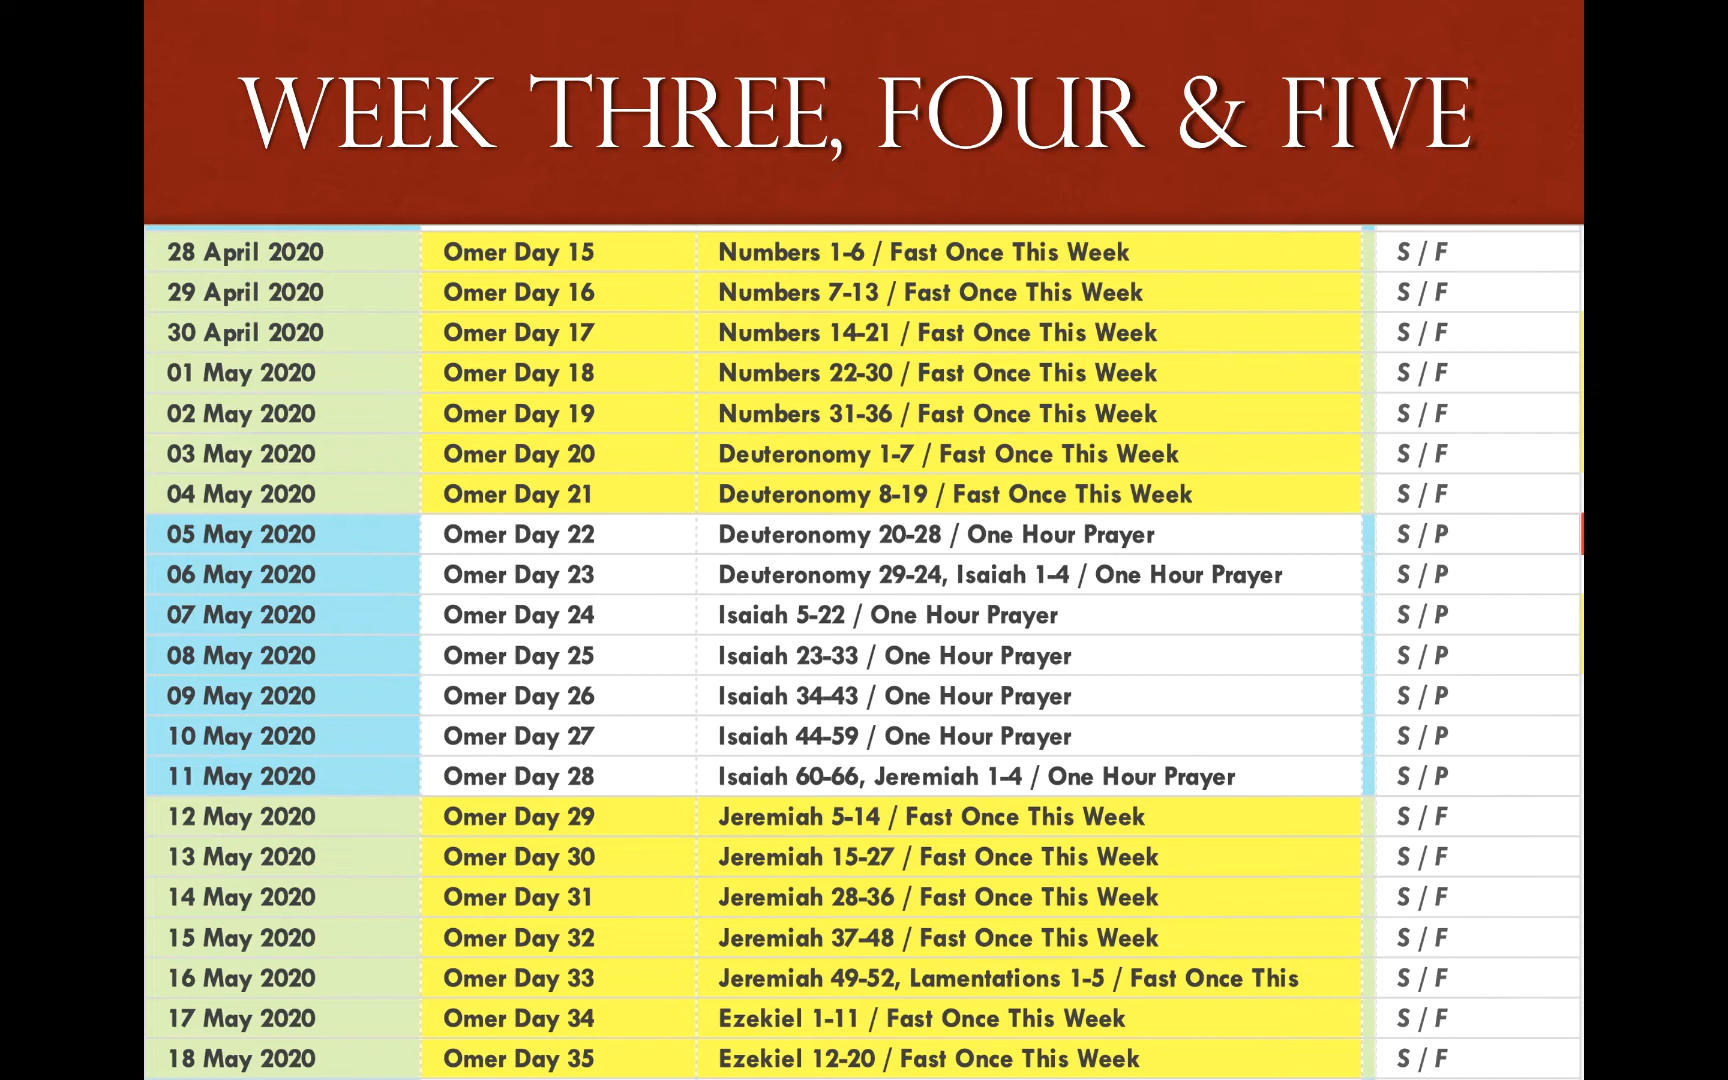 WEEK THREE, FOUR & FIVE
28 April 2020 Omer Day 15 Numbers 1-6 / Fast Once This Week S / F
29 April 2020 Omer Day 16 Numbers 7-13 / Fast Once This Week S / F
30 April 2020 Omer Day 17 Numbers 14-21 / Fast Once This Week S / F
01 May 2020 Omer Day 18 Numbers 22-30 / Fast Once This Week S / F
02 May 2020 Omer Day 19 Numbers 31-36 / Fast Once This Week S / F
03 May 2020 Omer Day 20 Deuteronomy 1-7 / Fast Once This Week S / F
04 May 2020 Omer Day 21 Deuteronomy 8-19 / Fast Once This Week S / F
05 May 2020 Omer Day 22 Deuteronomy 20-28 / One Hour Prayer S / P
06 May 2020 Omer Day 23 Deuteronomy 29-24, Isaiah 1-4 / One Hour Prayer S / P
07 May 2020 Omer Day 24 Isaiah 5-22 / One Hour Prayer S / P
08 May 2020 Omer Day 25 Isaiah 23-33 / One Hour Prayer S / P
09 May 2020 Omer Day 26 Isaiah 34-43 / One Hour Prayer S / P
10 May 2020 Omer Day 27 Isaiah 44-59 / One Hour Prayer S / P
11 May 2020 Omer Day 28 Isaiah 60-66, Jeremiah 1-4 / One Hour Prayer S / P
12 May 2020 Omer Day 29 Jeremiah 5-14 / Fast Once This Week S / F
13 May 2020 Omer Day 30 Jeremiah 15-27 / Fast Once This Week S / F
14 May 2020 Omer Day 31 Jeremiah 28-36 / Fast Once This Week S / F
15 May 2020 Omer Day 32 Jeremiah 37-48 / Fast Once This Week S / F
16 May 2020 Omer Day 33 Jeremiah 49-52, Lamentations 1-5 / Fast Once This S / F
17 May 2020 Omer Day 34 Ezekiel 1-11 / Fast Once This Week S / F
18 May 2020 Omer Day 35 Ezekiel 12-20 / Fast Once This Week S / F